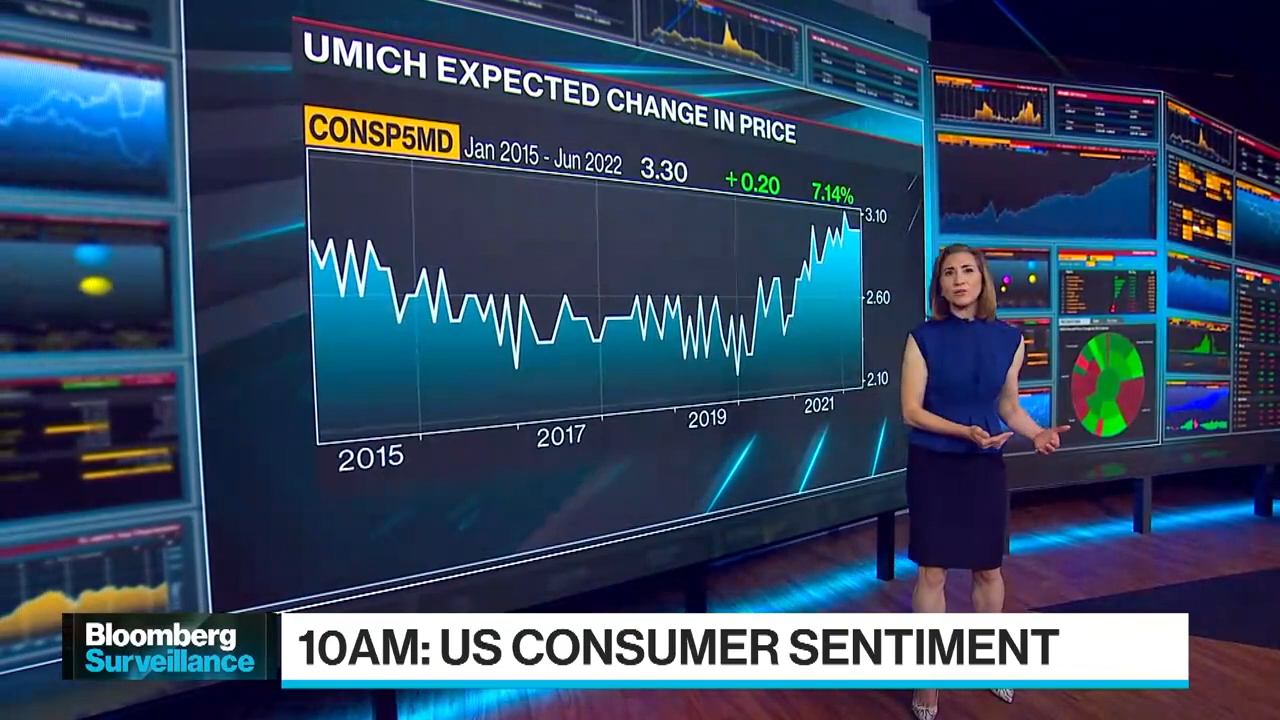 UMICH EXPECTED CHANGE IN PRICE
CONSP5MD Jan 2015 - Jun 2022 3.30 +0.20 7.14%
3.10
2.60
2.10
2015 2017 2019 2021
Bloomberg
Surveillance
10AM: US CONSUMER SENTIMENT